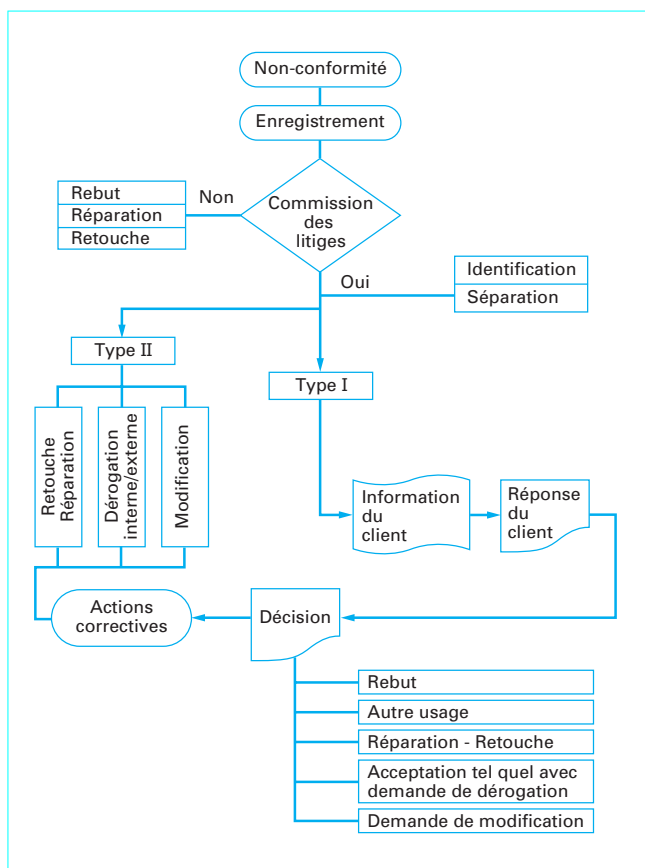 Non-conformité
Enregistrement
Commission
des
litiges
Non
Rebut
Réparation
Retouche
Oui
Identification
Séparation
Type II
Type I
Retouche
Réparation
Dérogation
interne/externe
Modification
Information
du
client
Réponse
du
client
Actions
correctives
Décision
Rebut
Autre usage
Réparation - Retouche
Acceptation tel quel avec
demande de dérogation
Demande de modification